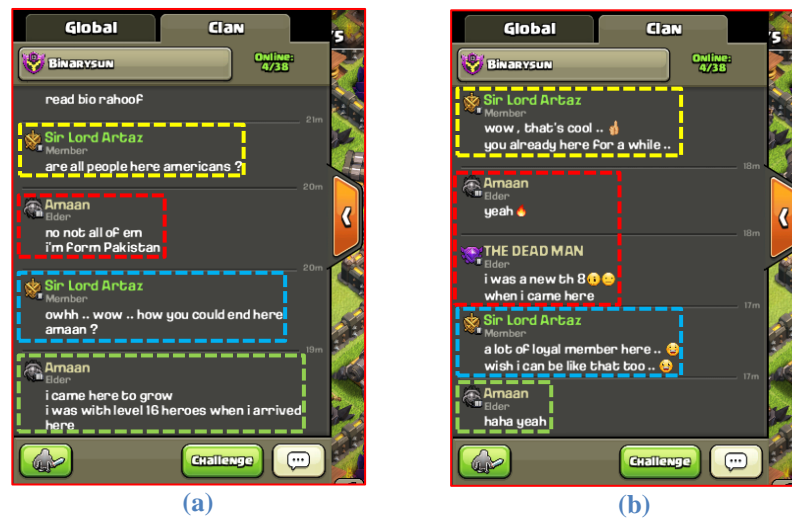 Global Clan
/5
BINARYSUN
ONLINE:
4/38
read bio rahoof
21m
Sir Lord Artaz
Member
are all people here americans ?
20m
Amaan
Elder
no not all of em
i'm form Pakistan
20m
Sir Lord Artaz
Member
owhh .. wow .. how you could end here
amaan ?
19m
Amaan
Elder
i came here to grow
i was with level 16 heroes when i arrived
here
Challenge
(a)
Global Clan
/5
BINARYSUN
ONLINE:
4/38
Sir Lord Artaz
Member
wow , that's cool .. 👆
you already here for a while ..
18m
Amaan
Elder
yeah 🔥
18m
THE DEAD MAN
Elder
i was a new th 8
when i came here
17m
Sir Lord Artaz
Member
a lot of loyal member here .. 😢
wish i can be like that too .. 😢
17m
Amaan
Elder
haha yeah
Challenge
(b)